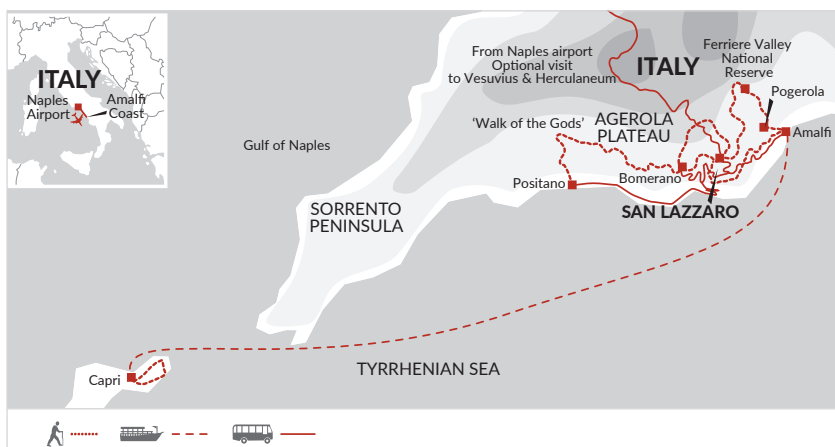 ITALY
Naples
Airport
Amalfi
Coast
From Naples airport
Optional visit
to Vesuvius & Herculaneum
ITALY
Ferriere Valley
National
Reserve
Pogerola
Gulf of Naples
'Walk of the Gods'
AGEROLA
PLATEAU
Amalfi
Positano
Bomerano
SORRENTO
PENINSULA
SAN LAZZARO
Capri
TYRRHENIAN SEA